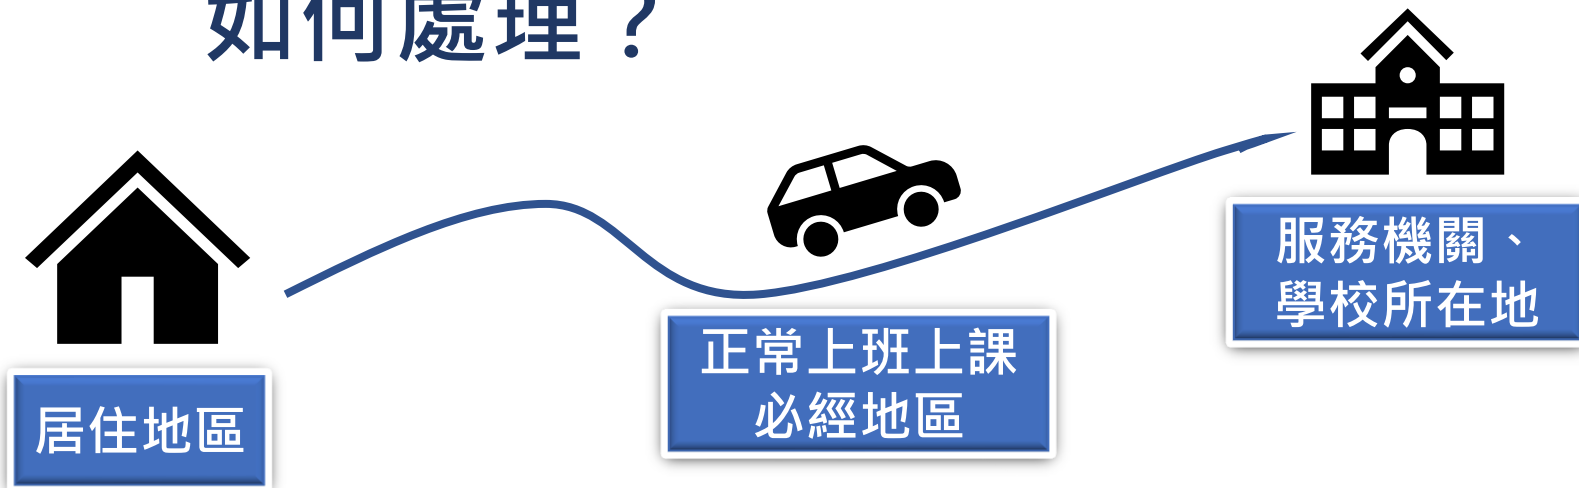 如何處理？
服務機關、
學校所在地
正常上班上課
必經地區
居住地區